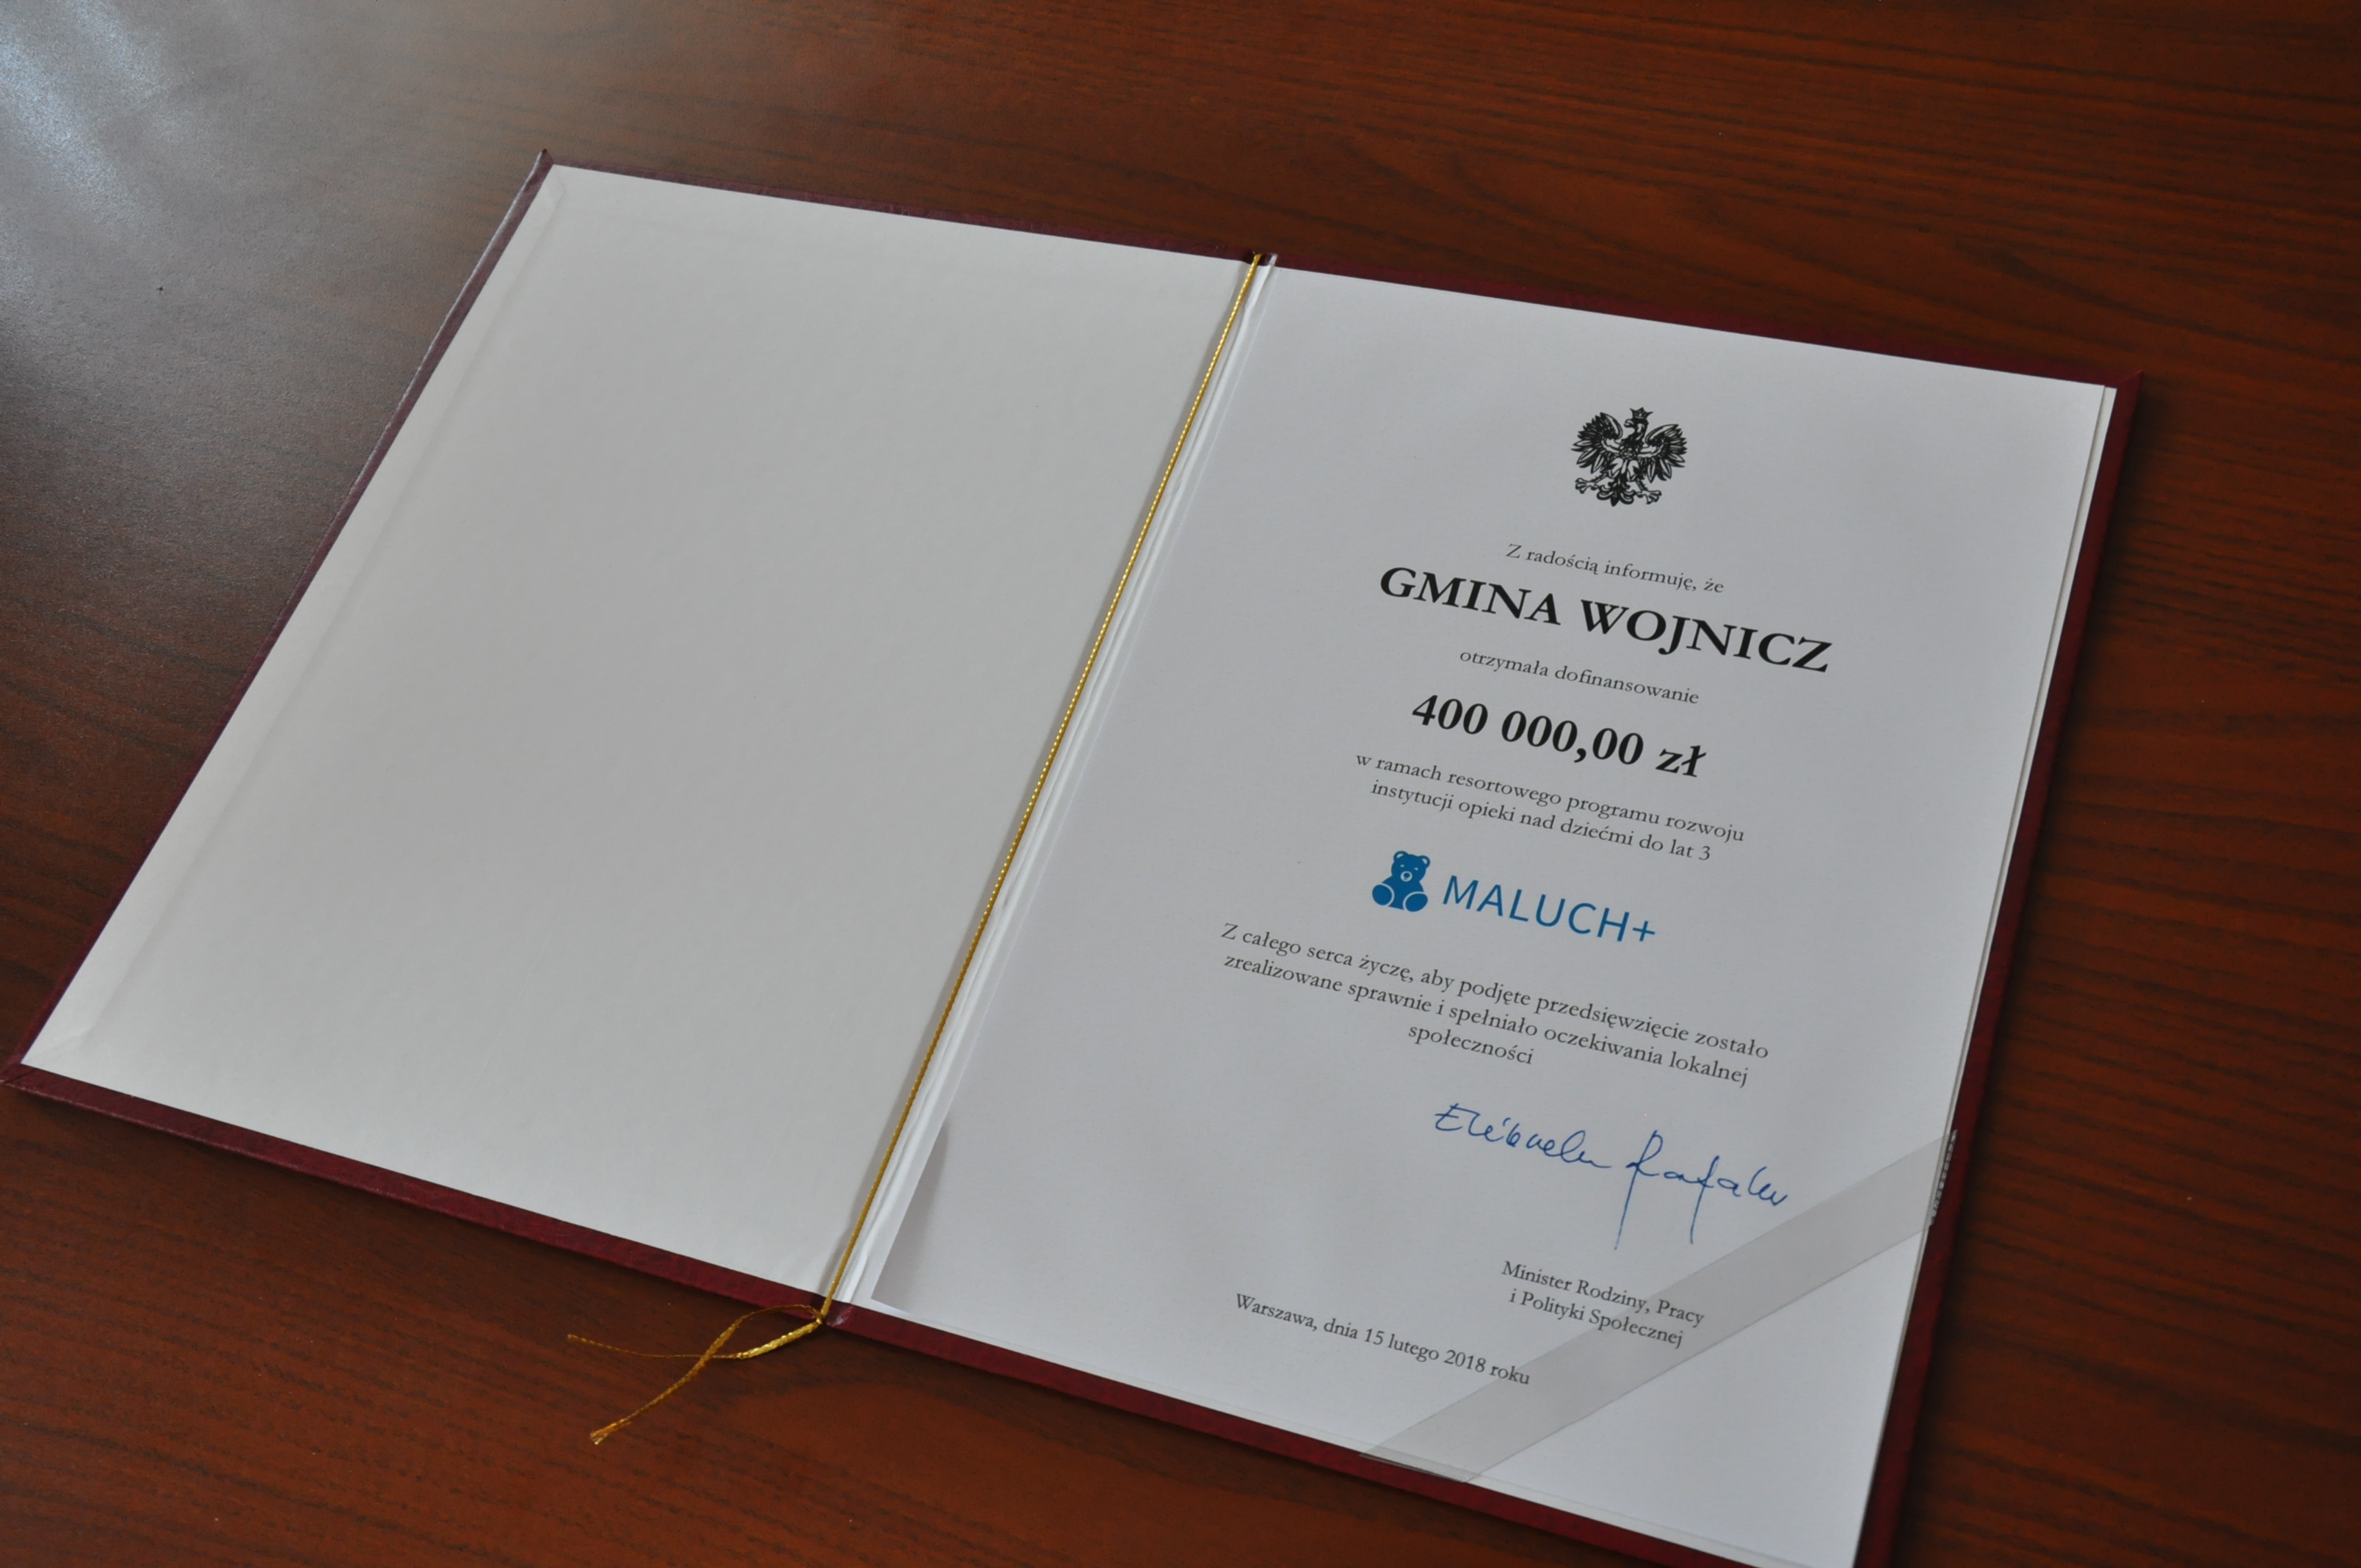 Z radością informuję, że
GMINA WOJNICZ
otrzymała dofinansowanie
400 000,00 zł
w ramach resortowego programu rozwoju
instytucji opieki nad dziećmi do lat 3
MALUCH+
Z całego serca życzę, aby podjęte przedsięwzięcie zostało
zrealizowane sprawnie i spełniało oczekiwania lokalnej
społeczności
Elżbieta Rafalska
Minister Rodziny, Pracy
i Polityki Społecznej
Warszawa, dnia 15 lutego 2018 roku